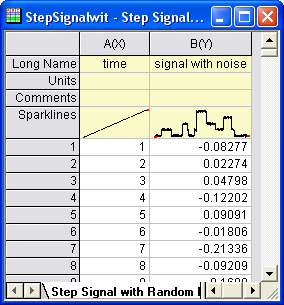 StepSignalwit - Step Signal...
A(X) B(Y)
Long Name time signal with noise
Units
Comments
Sparklines
1 1 -0.08277
2 2 0.02274
3 3 0.04798
4 4 -0.12202
5 5 0.09091
6 6 -0.01806
7 7 -0.21336
8 8 -0.09209
Step Signal with Random